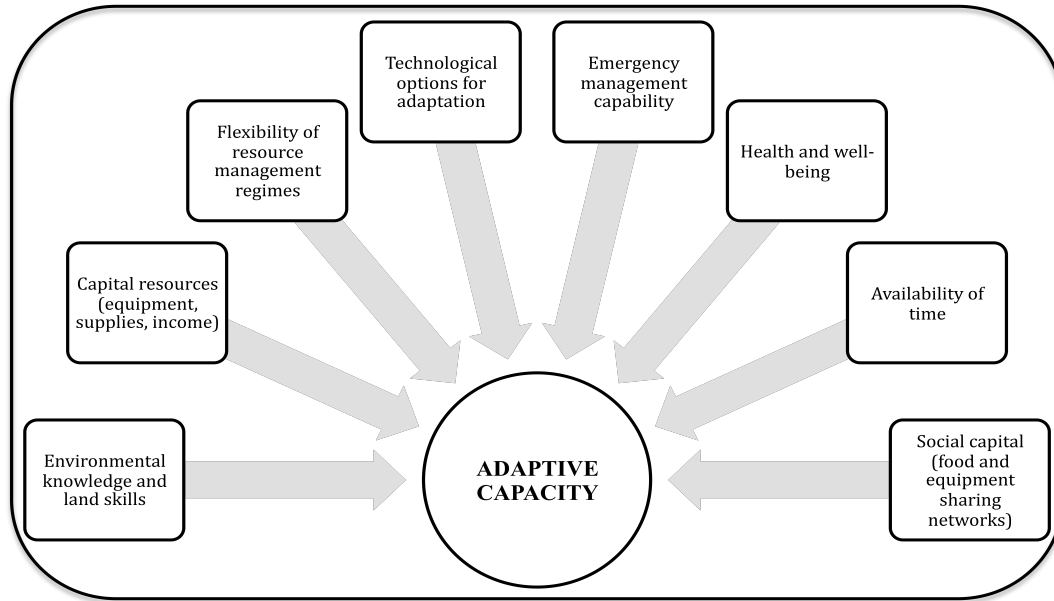 Technological
options for
adaptation
Emergency
management
capability
Flexibility of
resource
management
regimes
Health and well-
being
Capital resources
(equipment,
supplies, income)
Availability of
time
Environmental
knowledge and
land skills
ADAPTIVE
CAPACITY
Social capital
(food and
equipment
sharing
networks)